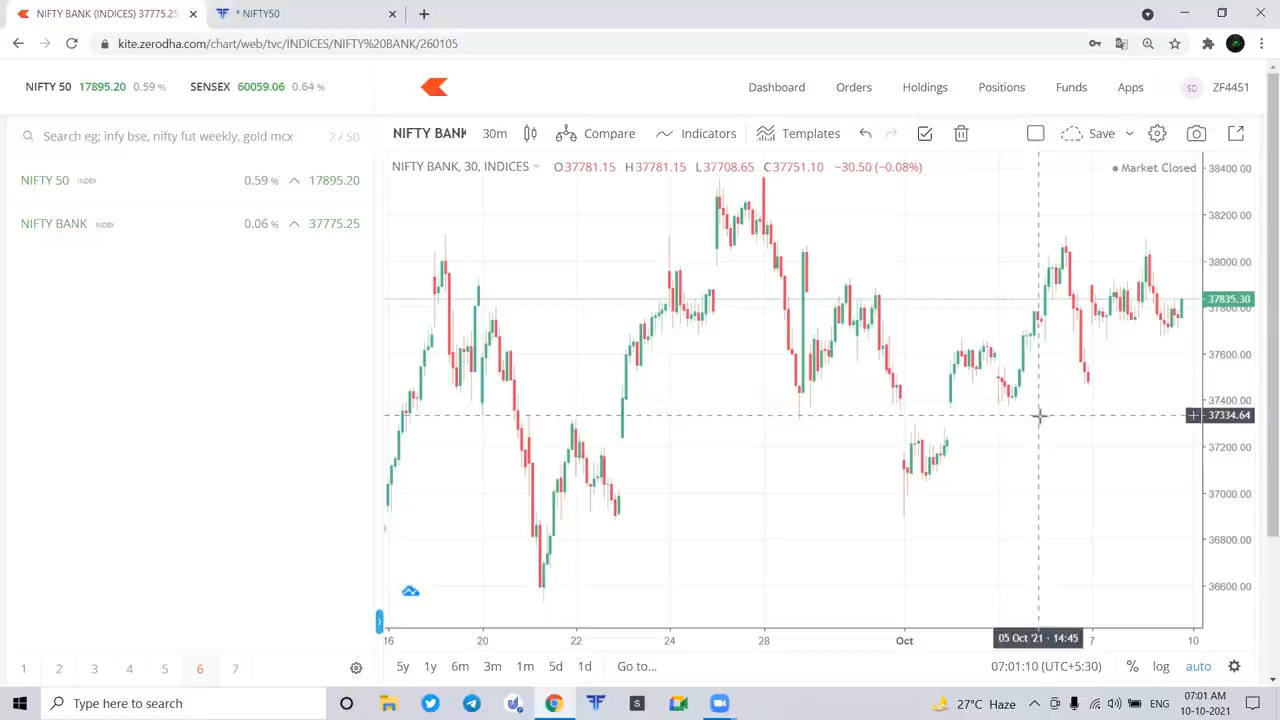 NIFTY BANK (INDICES) 37775.25
* NIFTY50
kite.zerodha.com/chart/web/tvc/INDICES/NIFTY%20BANK/260105
NIFTY 50 17895.20 0.59 % SENSEX 60059.06 0.64 %
Dashboard Orders Holdings Positions Funds Apps SD ZF4451
Search eg: infy bse, nifty fut weekly, gold mcx 2 / 50
NIFTY 50 INDEX 0.59 % 17895.20
NIFTY BANK INDEX 0.06 % 37775.25
NIFTY BANK 30m Compare Indicators Templates Save
NIFTY BANK, 30, INDICES O37781.15 H37781.15 L37708.65 C37751.10 −30.50 (−0.08%)
Market Closed
38400.00
38200.00
38000.00
37835.30
37800.00
37600.00
37400.00
37334.64
37200.00
37000.00
36800.00
36600.00
16 20 22 24 28 Oct 05 Oct '21 - 14:45 7 10
5y 1y 6m 3m 1m 5d 1d Go to... 07:01:10 (UTC+5:30) % log auto
1 2 3 4 5 6 7
Type here to search
27°C Haze ENG
07:01 AM
10-10-2021